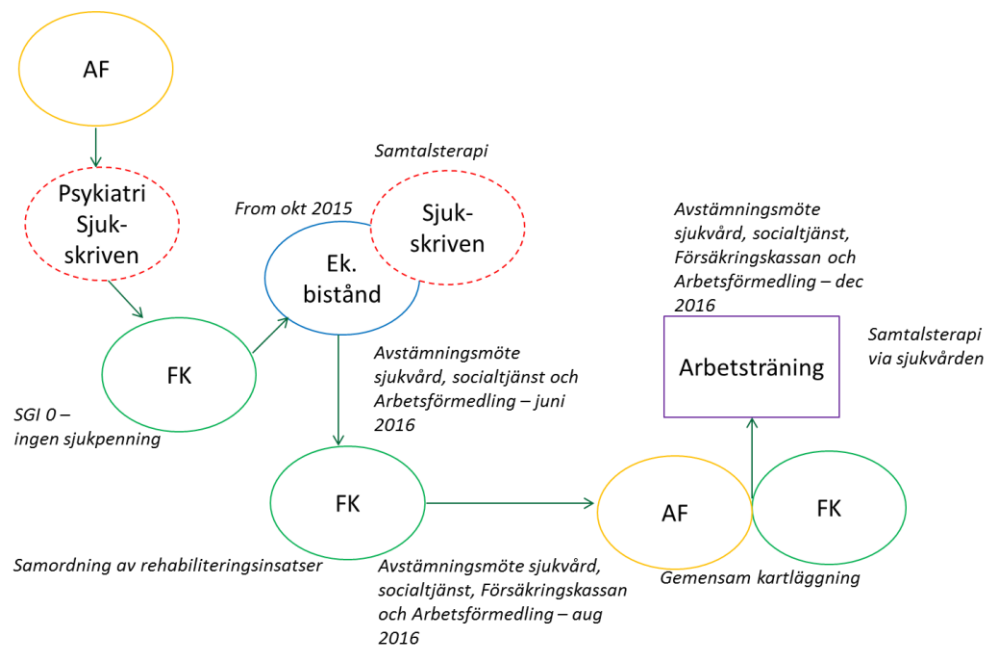 AF
Psykiatri
Sjuk-
skriven
FK
SGI 0 –
ingen sjukpenning
From okt 2015
Ek.
bistånd
Samtalsterapi
Sjuk-
skriven
Avstämningsmöte
sjukvård, socialtjänst och
Arbetsförmedling – juni
2016
FK
Samordning av rehabiliteringsinsatser
Avstämningsmöte sjukvård,
socialtjänst, Försäkringskassan
och Arbetsförmedling – aug
2016
AF
FK
Gemensam kartläggning
Avstämningsmöte
sjukvård, socialtjänst,
Försäkringskassan och
Arbetsförmedling – dec
2016
Arbetsträning
Samtalsterapi
via sjukvården